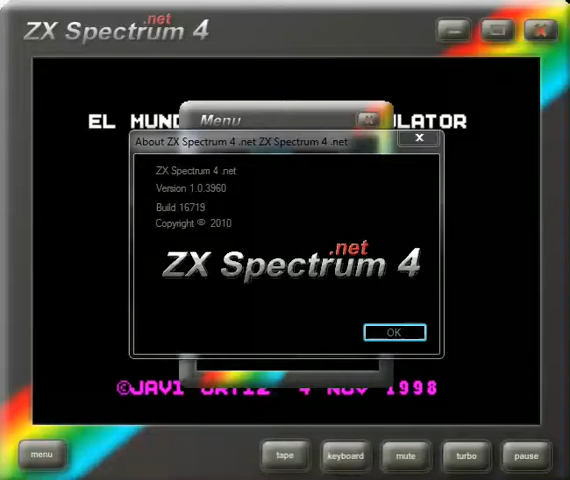 ZX Spectrum 4
.net
EL MUND
ULATOR
Menu
About ZX Spectrum 4 .net ZX Spectrum 4 .net
ZX Spectrum 4 .net
Version 1.0.3960
Build 16719
Copyright © 2010
.net
ZX Spectrum 4
OK
©JAVI ORTIZ 4 NOV 1998
menu
tape
keyboard
mute
turbo
pause